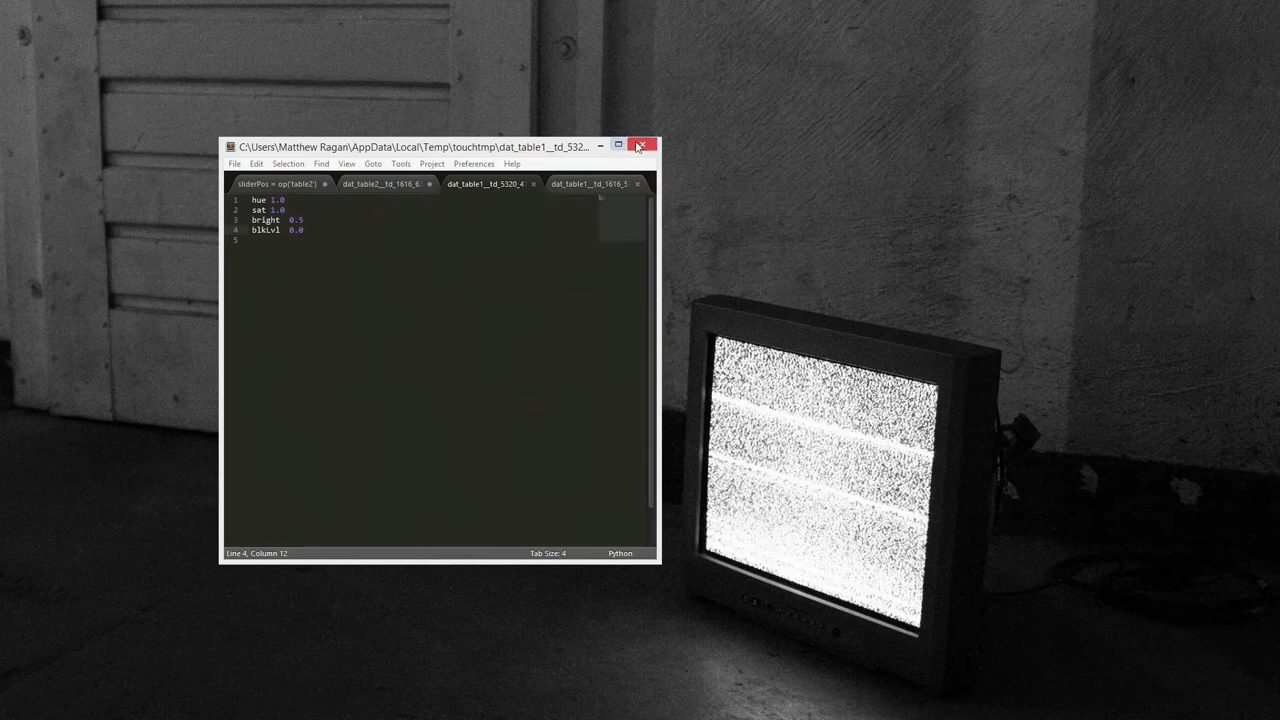 C:\Users\Matthew Ragan\AppData\Local\Temp\touchtmp\dat_table1__td_532...
File Edit Selection Find View Goto Tools Project Preferences Help
sliderPos = op('table2') dat_table2__td_1616_6 dat_table1__td_5320_4 dat_table1__td_1616_5
1 hue 1.0
2 sat 1.0
3 bright 0.5
4 blkLvl 0.0
5
Line 4, Column 12 Tab Size: 4 Python